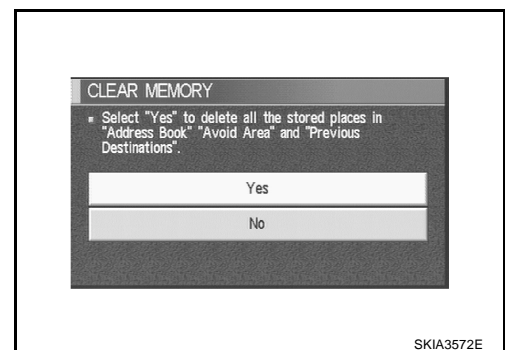 CLEAR MEMORY
▪ Select "Yes" to delete all the stored places in
"Address Book" "Avoid Area" and "Previous
Destinations".
Yes
No
SKIA3572E